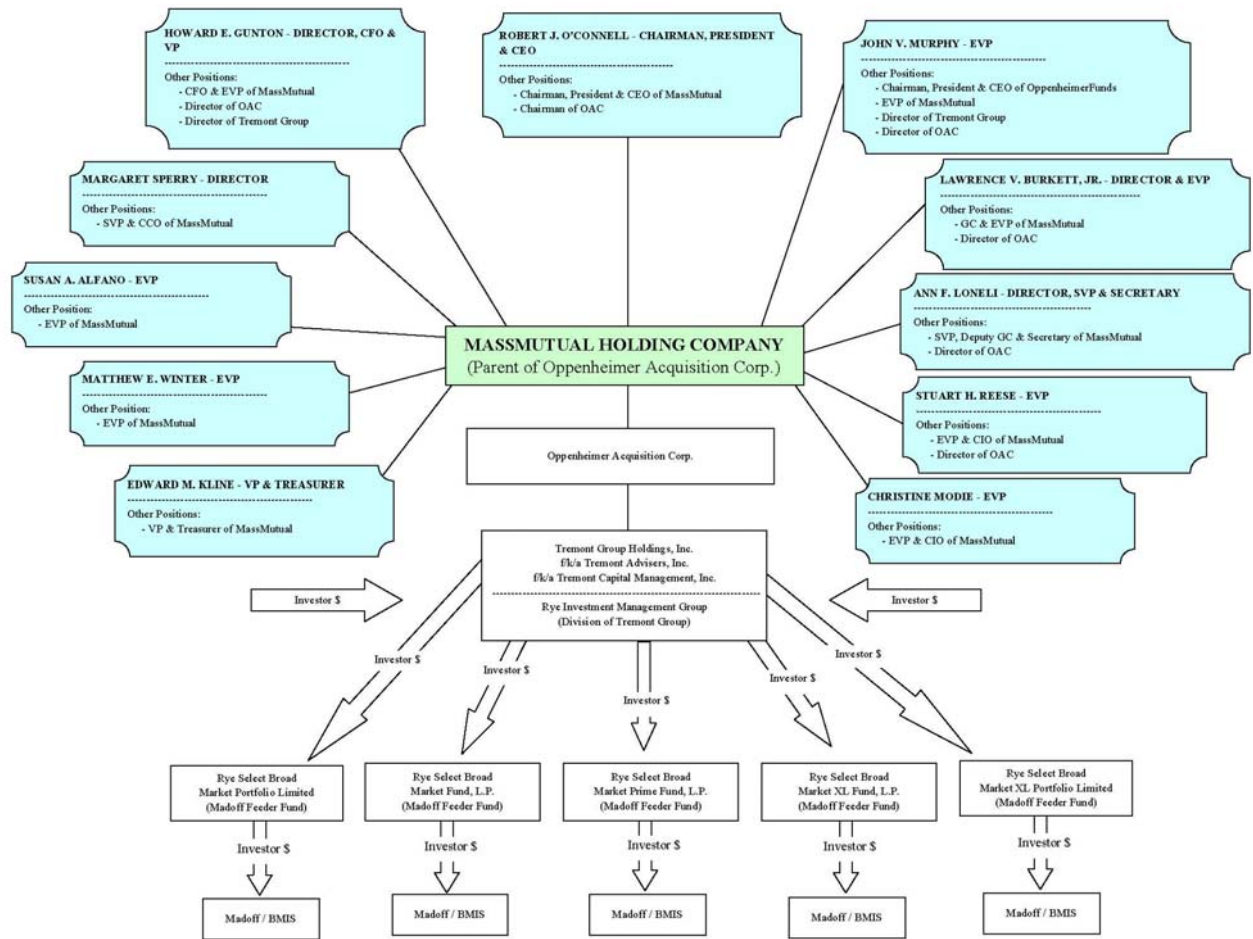 HOWARD E. GUNTON - DIRECTOR, CFO &
VP
Other Positions:
- CFO & EVP of MassMutual
- Director of OAC
- Director of Tremont Group
ROBERT J. O'CONNELL - CHAIRMAN, PRESIDENT
& CEO
Other Positions:
- Chairman, President & CEO of MassMutual
- Chairman of OAC
JOHN V. MURPHY - EVP
Other Positions:
- Chairman, President & CEO of OppenheimerFunds
- EVP of MassMutual
- Director of Tremont Group
- Director of OAC
MARGARET SPERRY - DIRECTOR
Other Positions:
- SVP & CCO of MassMutual
LAWRENCE V. BURKETT, JR. - DIRECTOR & EVP
Other Positions:
- GC & EVP of MassMutual
- Director of OAC
SUSAN A. ALFANO - EVP
Other Position:
- EVP of MassMutual
ANN F. LONELI - DIRECTOR, SVP & SECRETARY
Other Positions:
- SVP, Deputy GC & Secretary of MassMutual
- Director of OAC
MASSMUTUAL HOLDING COMPANY
(Parent of Oppenheimer Acquisition Corp.)
MATTHEW E. WINTER - EVP
Other Position:
- EVP of MassMutual
STUART H. REESE - EVP
Other Positions:
- EVP & CIO of MassMutual
- Director of OAC
Oppenheimer Acquisition Corp.
EDWARD M. KLINE - VP & TREASURER
Other Positions:
- VP & Treasurer of MassMutual
CHRISTINE MODIE - EVP
Other Positions:
- EVP & CIO of MassMutual
Tremont Group Holdings, Inc.
f/k/a Tremont Advisers, Inc.
f/k/a Tremont Capital Management, Inc.
Rye Investment Management Group
(Division of Tremont Group)
Investor $
Investor $
Investor $
Investor $
Investor $
Investor $
Investor $
Rye Select Broad
Market Portfolio Limited
(Madoff Feeder Fund)
Rye Select Broad
Market Fund, L.P.
(Madoff Feeder Fund)
Rye Select Broad
Market Prime Fund, L.P.
(Madoff Feeder Fund)
Rye Select Broad
Market XL Fund, L.P.
(Madoff Feeder Fund)
Rye Select Broad
Market XL Portfolio Limited
(Madoff Feeder Fund)
Investor $
Investor $
Investor $
Investor $
Investor $
Madoff / BMIS
Madoff / BMIS
Madoff / BMIS
Madoff / BMIS
Madoff / BMIS